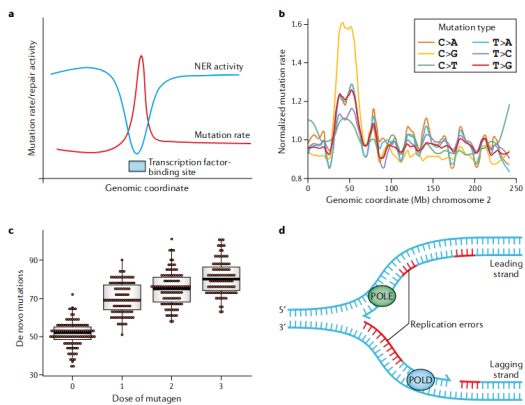 a
Mutation rate/repair activity
NER activity
Mutation rate
Transcription factor-
binding site
Genomic coordinate
b
Normalized mutation rate
1.6
1.4
1.2
1.0
0.8
Mutation type
C>A T>A
C>G T>C
C>T T>G
0 50 100 150 200 250
Genomic coordinate (Mb) chromosome 2
c
De novo mutations
90
70
50
30
0 1 2 3
Dose of mutagen
d
Leading
strand
POLE
5′
3′
Replication errors
POLD
Lagging
strand